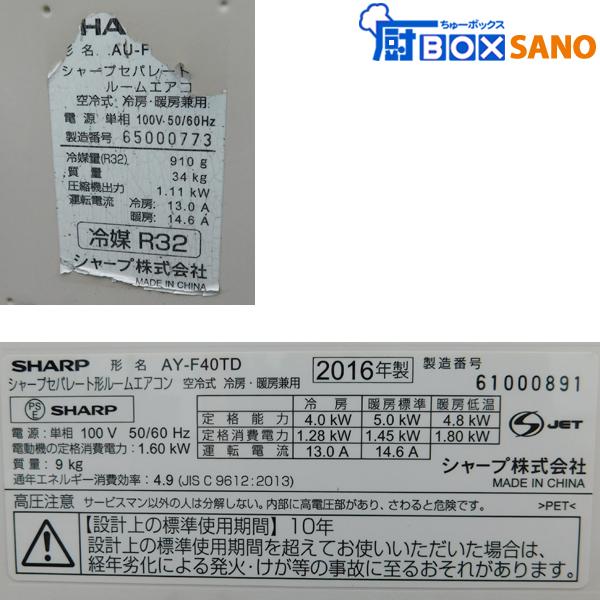 ちゅーボックス
厨BOX SANO
HA
形 名 AU-F
シャープセパレート
ルームエアコ
空冷式 冷房・暖房兼用
電 源 単相 100V-50/60Hz
製造番号 65000773
冷媒量(R32) 910 g
質 量 34 kg
圧縮機出力 1.11 kW
運転電流 冷房: 13.0 A
暖房: 14.6 A
冷媒 R32
シャープ株式会社
MADE IN CHINA
SHARP 形 名 AY-F40TD 2016年製 製造番号
シャープセパレート形ルームエアコン 空冷式 冷房・暖房兼用 61000891
PSE SHARP
冷 房 暖房標準 暖房低温
定 格 能 力 4.0 kW 5.0 kW 4.8 kW
定格消費電力 1.28 kW 1.45 kW 1.80 kW
運 転 電 流 13.0 A 14.6 A
JET
電源:単相 100 V 50/60 Hz
電動機の定格消費電力:1.60 kW
質量:9 kg
通年エネルギー消費効率:4.9 (JIS C 9612:2013)
シャープ株式会社
MADE IN CHINA
高圧注意 サービスマン以外の人は分解しない。内部に高電圧部があり、さわると危険です。 >PET<
【設計上の標準使用期間】10年
設計上の標準使用期間を超えてお使いいただいた場合は、
経年劣化による発火・けが等の事故に至るおそれがあります。